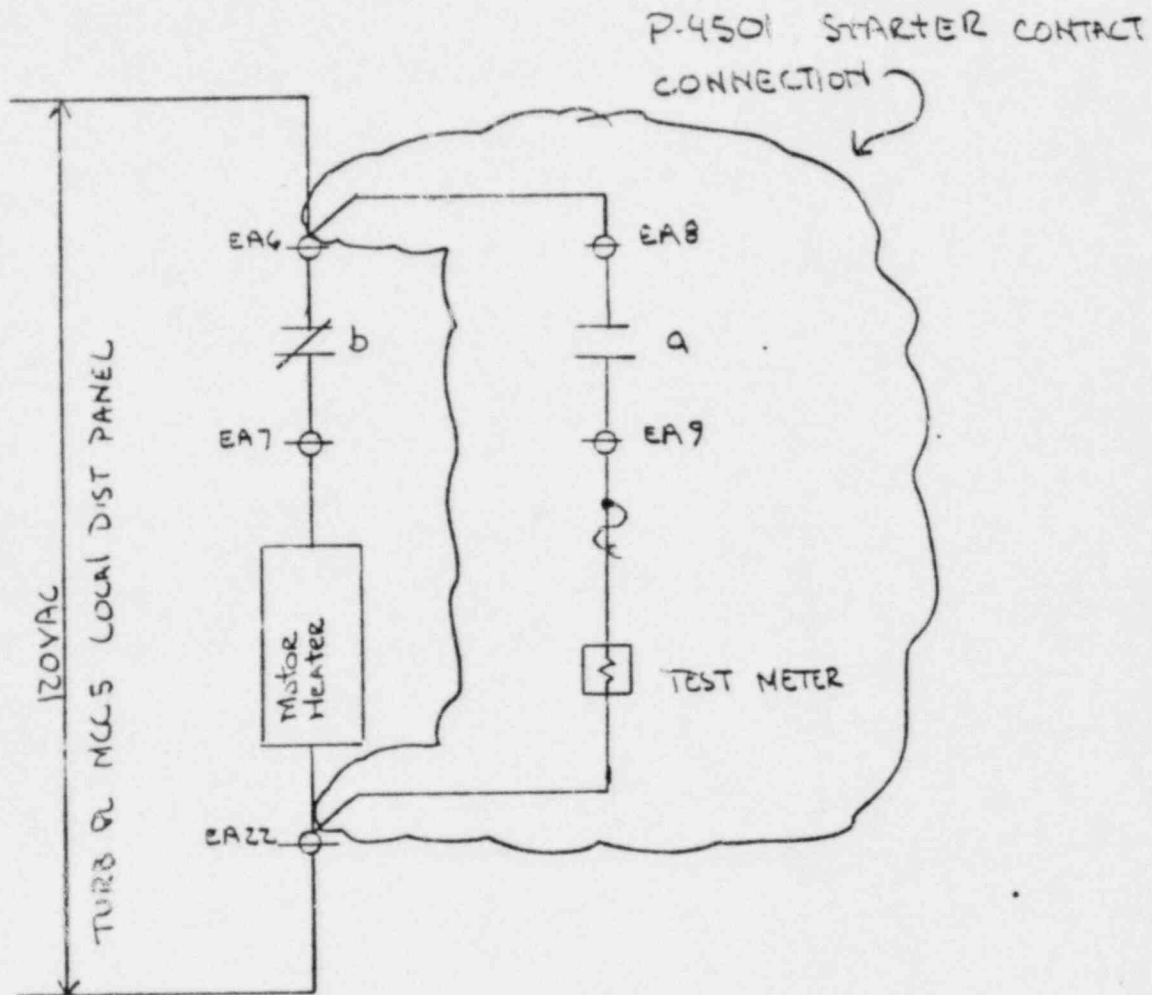 P-4501 STARTER CONTACT
CONNECTION
EA6
EA8
b
a
EA7
EA9
120VAC
TURB PL MCC5 LOCAL DIST PANEL
Motor
Heater
TEST METER
EA22